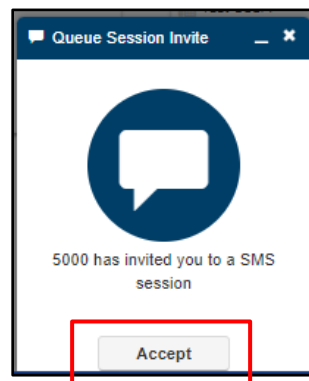 Queue Session Invite
5000 has invited you to a SMS
session
Accept